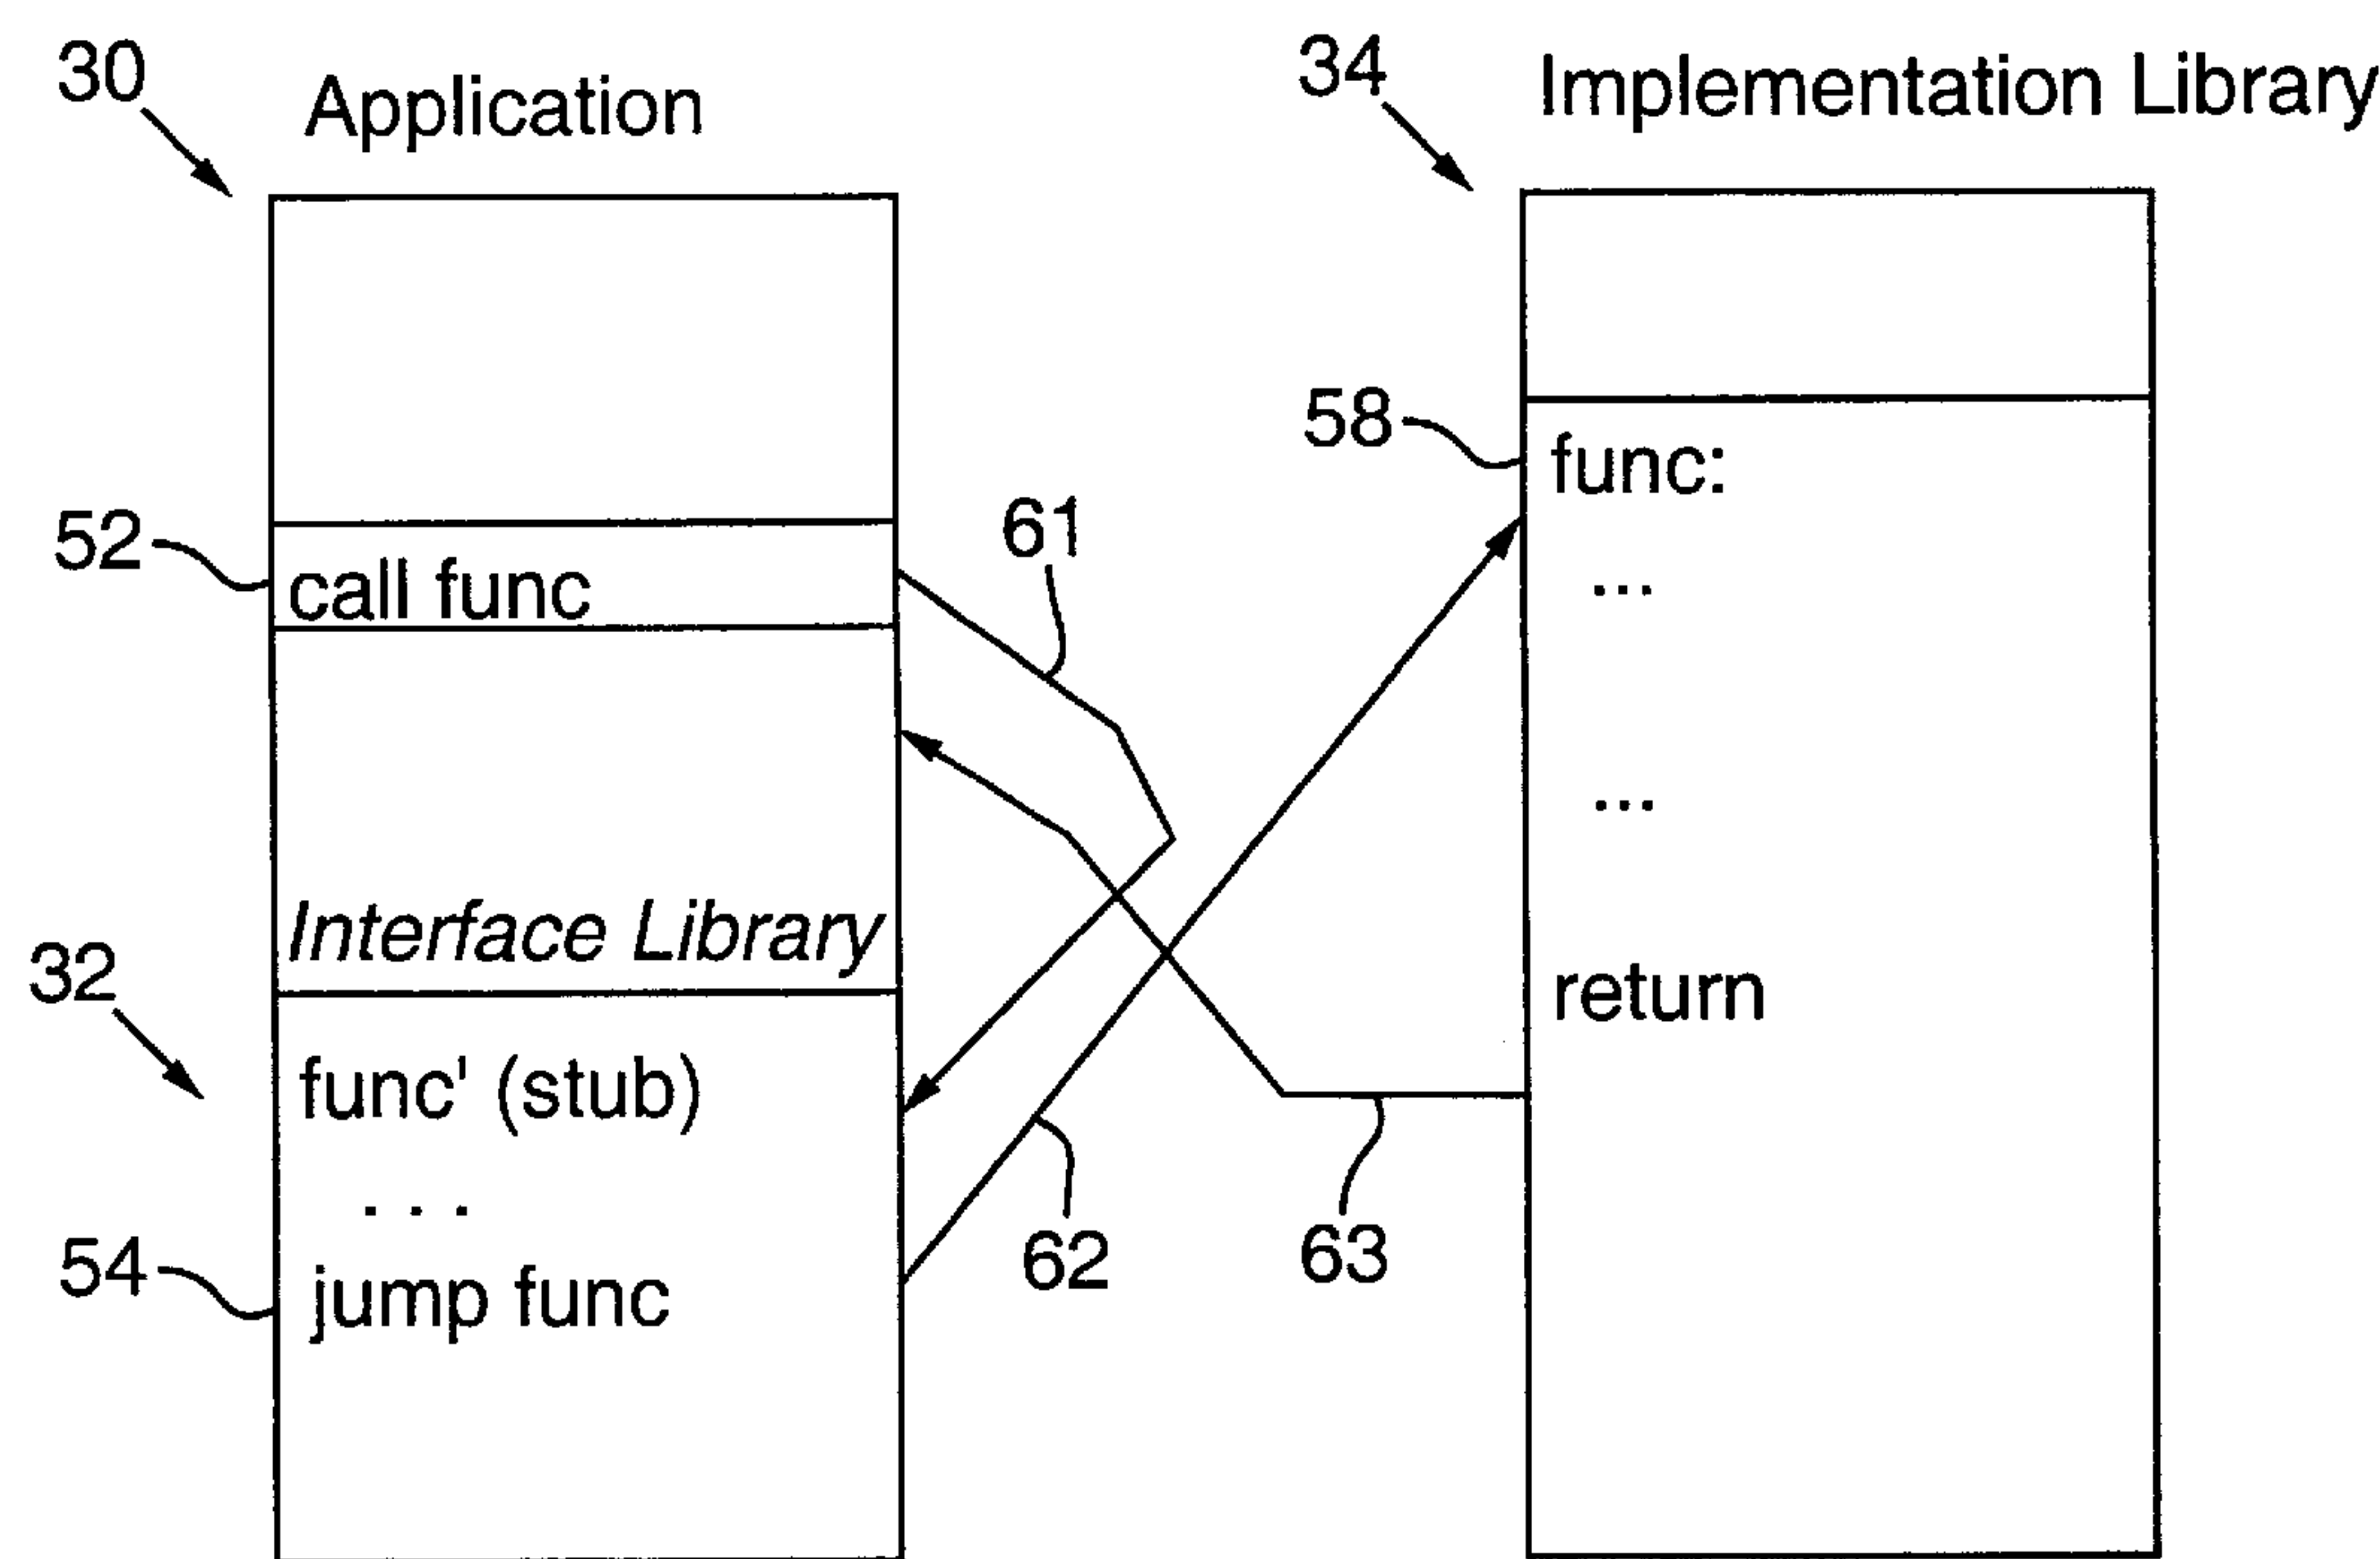 30
Application
34
Implementation Library
58
func:
52
call func
61
...
...
Interface Library
32
return
func' (stub)
...
54
jump func
62
63